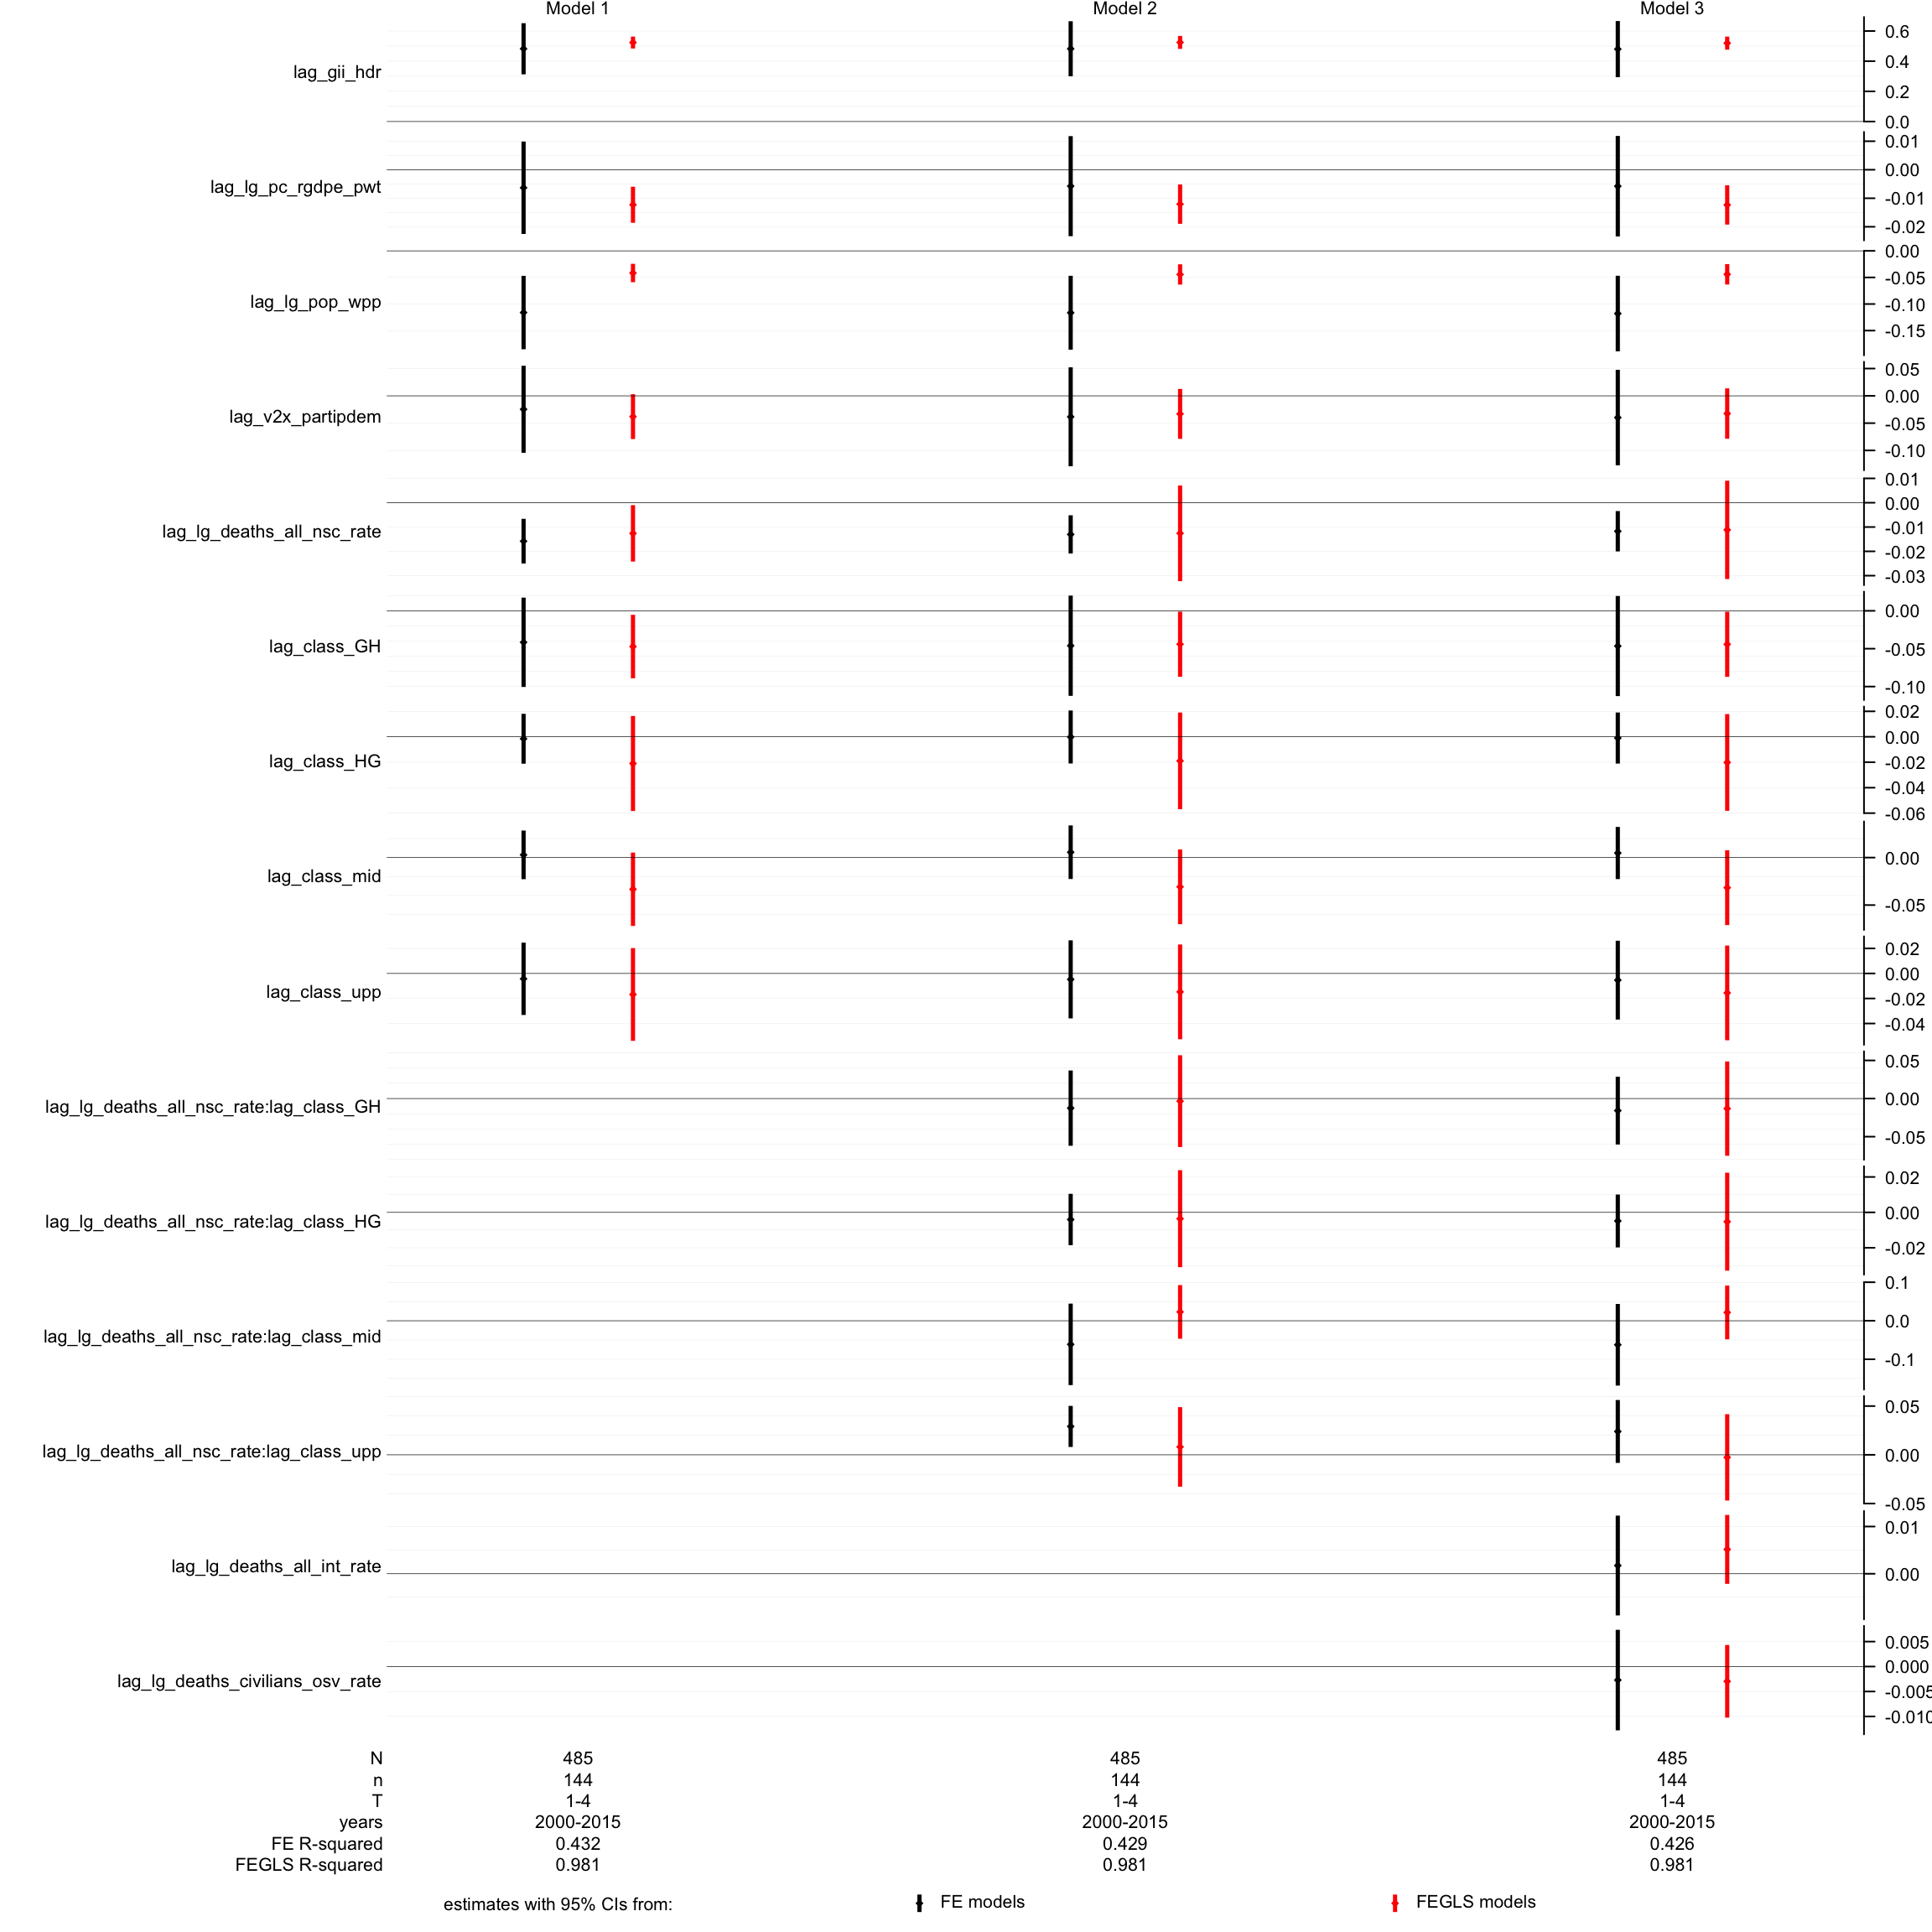 Model 1 Model 2 Model 3
lag_gii_hdr
0.6
0.4
0.2
0.0
lag_lg_pc_rgdpe_pwt
0.01
0.00
-0.01
-0.02
lag_lg_pop_wpp
0.00
-0.05
-0.10
-0.15
lag_v2x_partipdem
0.05
0.00
-0.05
-0.10
lag_lg_deaths_all_nsc_rate
0.01
0.00
-0.01
-0.02
-0.03
lag_class_GH
0.00
-0.05
-0.10
lag_class_HG
0.02
0.00
-0.02
-0.04
-0.06
lag_class_mid
0.00
-0.05
lag_class_upp
0.02
0.00
-0.02
-0.04
lag_lg_deaths_all_nsc_rate:lag_class_GH
0.05
0.00
-0.05
lag_lg_deaths_all_nsc_rate:lag_class_HG
0.02
0.00
-0.02
lag_lg_deaths_all_nsc_rate:lag_class_mid
0.1
0.0
-0.1
lag_lg_deaths_all_nsc_rate:lag_class_upp
0.05
0.00
-0.05
lag_lg_deaths_all_int_rate
0.01
0.00
lag_lg_deaths_civilians_osv_rate
0.005
0.000
-0.005
-0.010
N 485 485 485
n 144 144 144
T 1-4 1-4 1-4
years 2000-2015 2000-2015 2000-2015
FE R-squared 0.432 0.429 0.426
FEGLS R-squared 0.981 0.981 0.981
estimates with 95% CIs from: FE models FEGLS models